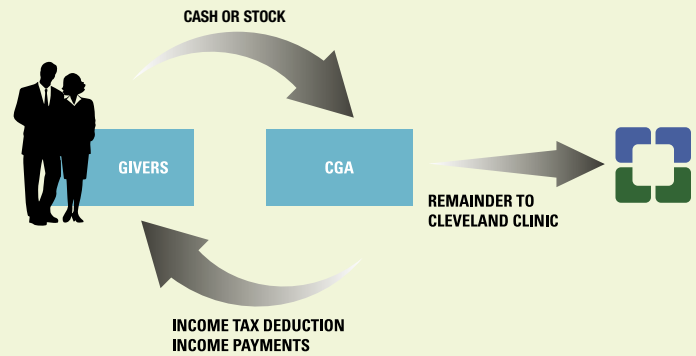 CASH OR STOCK
GIVERS
CGA
REMAINDER TO
CLEVELAND CLINIC
INCOME TAX DEDUCTION
INCOME PAYMENTS